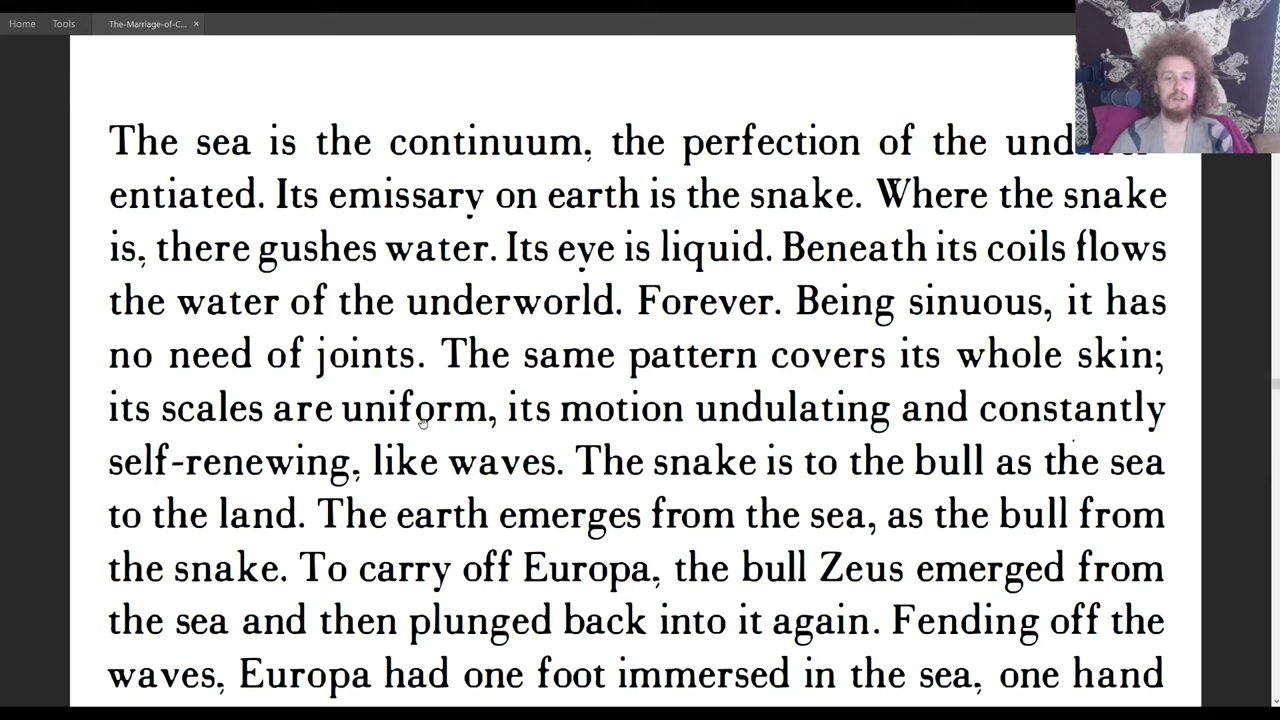 Home Tools The-Marriage-of-C... ×
The sea is the continuum, the perfection of the
entiated. Its emissary on earth is the snake. Where the snake
is, there gushes water. Its eye is liquid. Beneath its coils flows
the water of the underworld. Forever. Being sinuous, it has
no need of joints. The same pattern covers its whole skin;
its scales are uniform, its motion undulating and constantly
self-renewing, like waves. The snake is to the bull as the sea
to the land. The earth emerges from the sea, as the bull from
the snake. To carry off Europa, the bull Zeus emerged from
the sea and then plunged back into it again. Fending off the
waves, Europa had one foot immersed in the sea, one hand